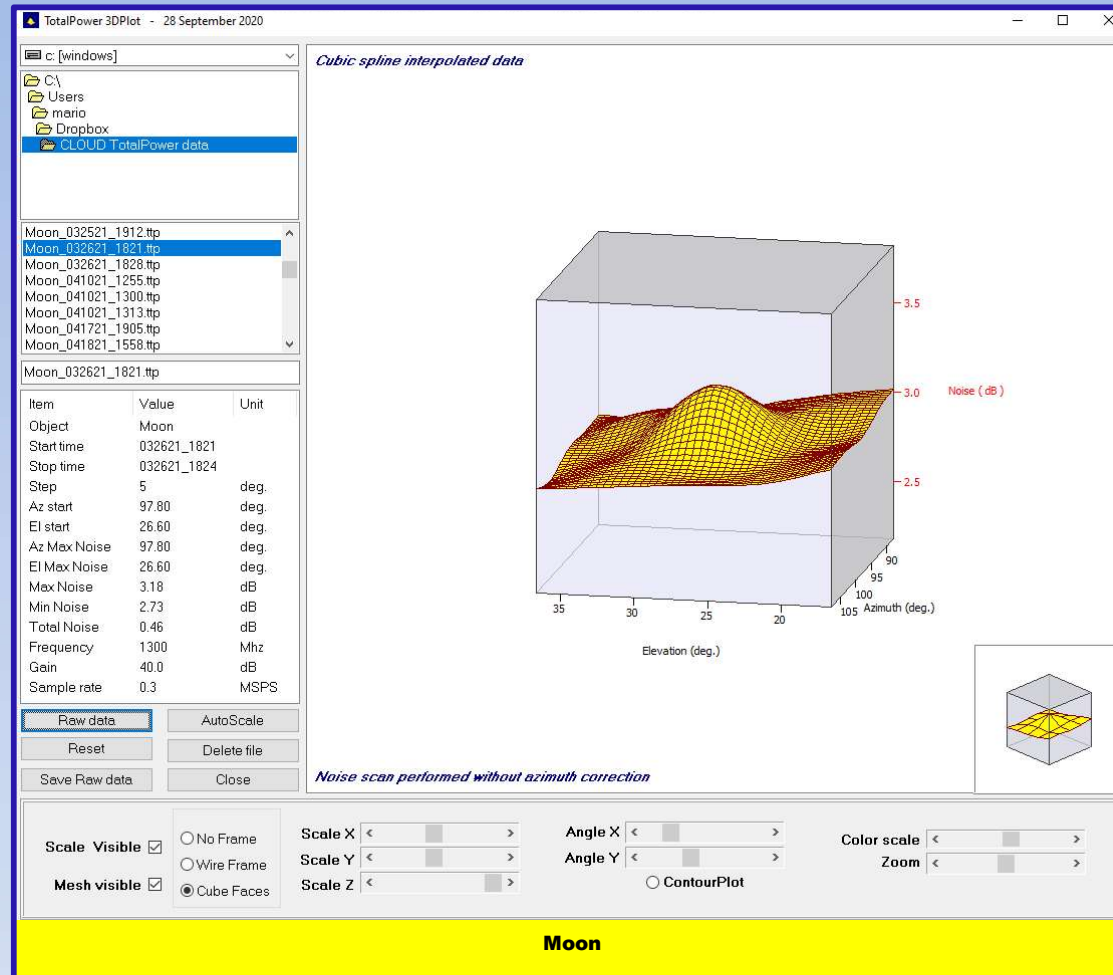 TotalPower 3DPlot - 28 September 2020
c: [windows]
C:\
Users
mario
Dropbox
CLOUD TotalPower data
Moon_032521_1912.ttp
Moon_032621_1821.ttp
Moon_032621_1828.ttp
Moon_041021_1255.ttp
Moon_041021_1300.ttp
Moon_041021_1313.ttp
Moon_041721_1905.ttp
Moon_041821_1558.ttp
Moon_032621_1821.ttp
Item Value Unit
Object Moon
Start time 032621_1821
Stop time 032621_1824
Step 5 deg.
Az start 97.80 deg.
El start 26.60 deg.
Az Max Noise 97.80 deg.
El Max Noise 26.60 deg.
Max Noise 3.18 dB
Min Noise 2.73 dB
Total Noise 0.46 dB
Frequency 1300 Mhz
Gain 40.0 dB
Sample rate 0.3 MSPS
Raw data AutoScale
Reset Delete file
Save Raw data Close
Cubic spline interpolated data
3.5
3.0 Noise ( dB )
2.5
90
95
100
105 Azimuth (deg.)
35 30 25 20
Elevation (deg.)
Noise scan performed without azimuth correction
Scale Visible
Mesh visible
No Frame
Wire Frame
Cube Faces
Scale X
Scale Y
Scale Z
Angle X
Angle Y
ContourPlot
Color scale
Zoom
Moon